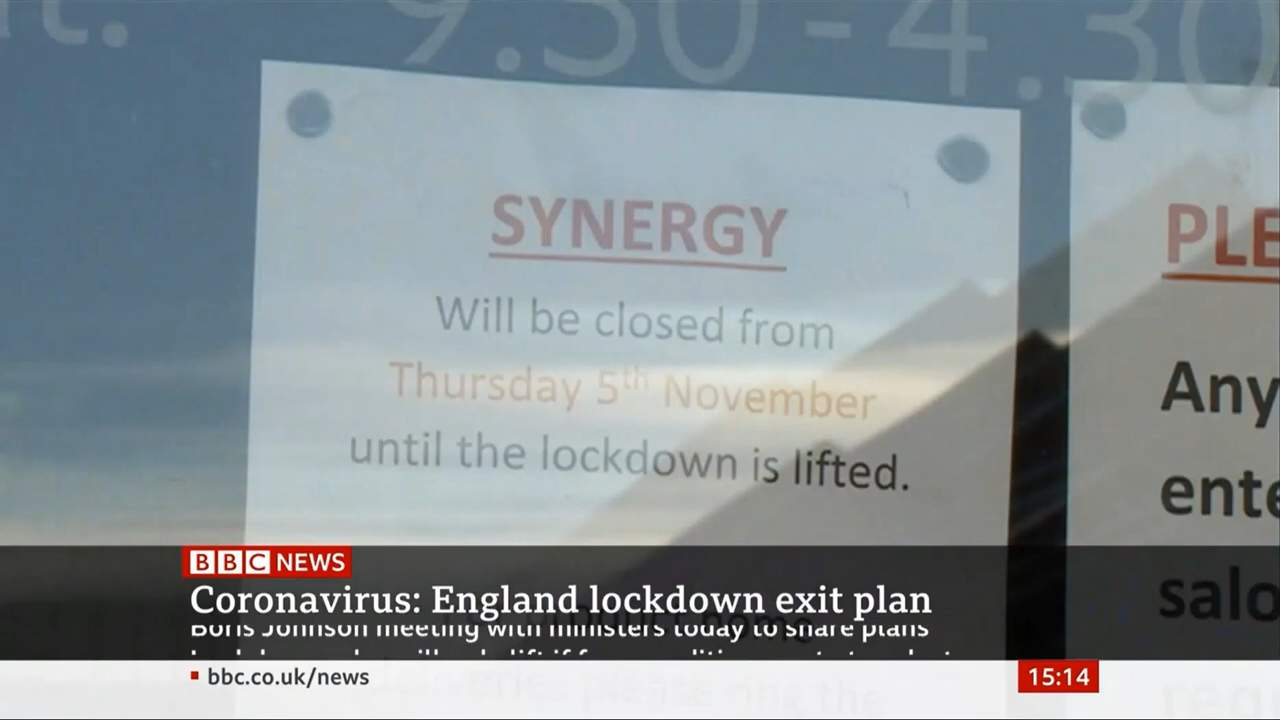 9.30 - 4.30
SYNERGY
Will be closed from
Thursday 5th November
until the lockdown is lifted.
PLE
Any
ente
salo
BBC NEWS
Coronavirus: England lockdown exit plan
Boris Johnson meeting with ministers today to share plans
bbc.co.uk/news
15:14